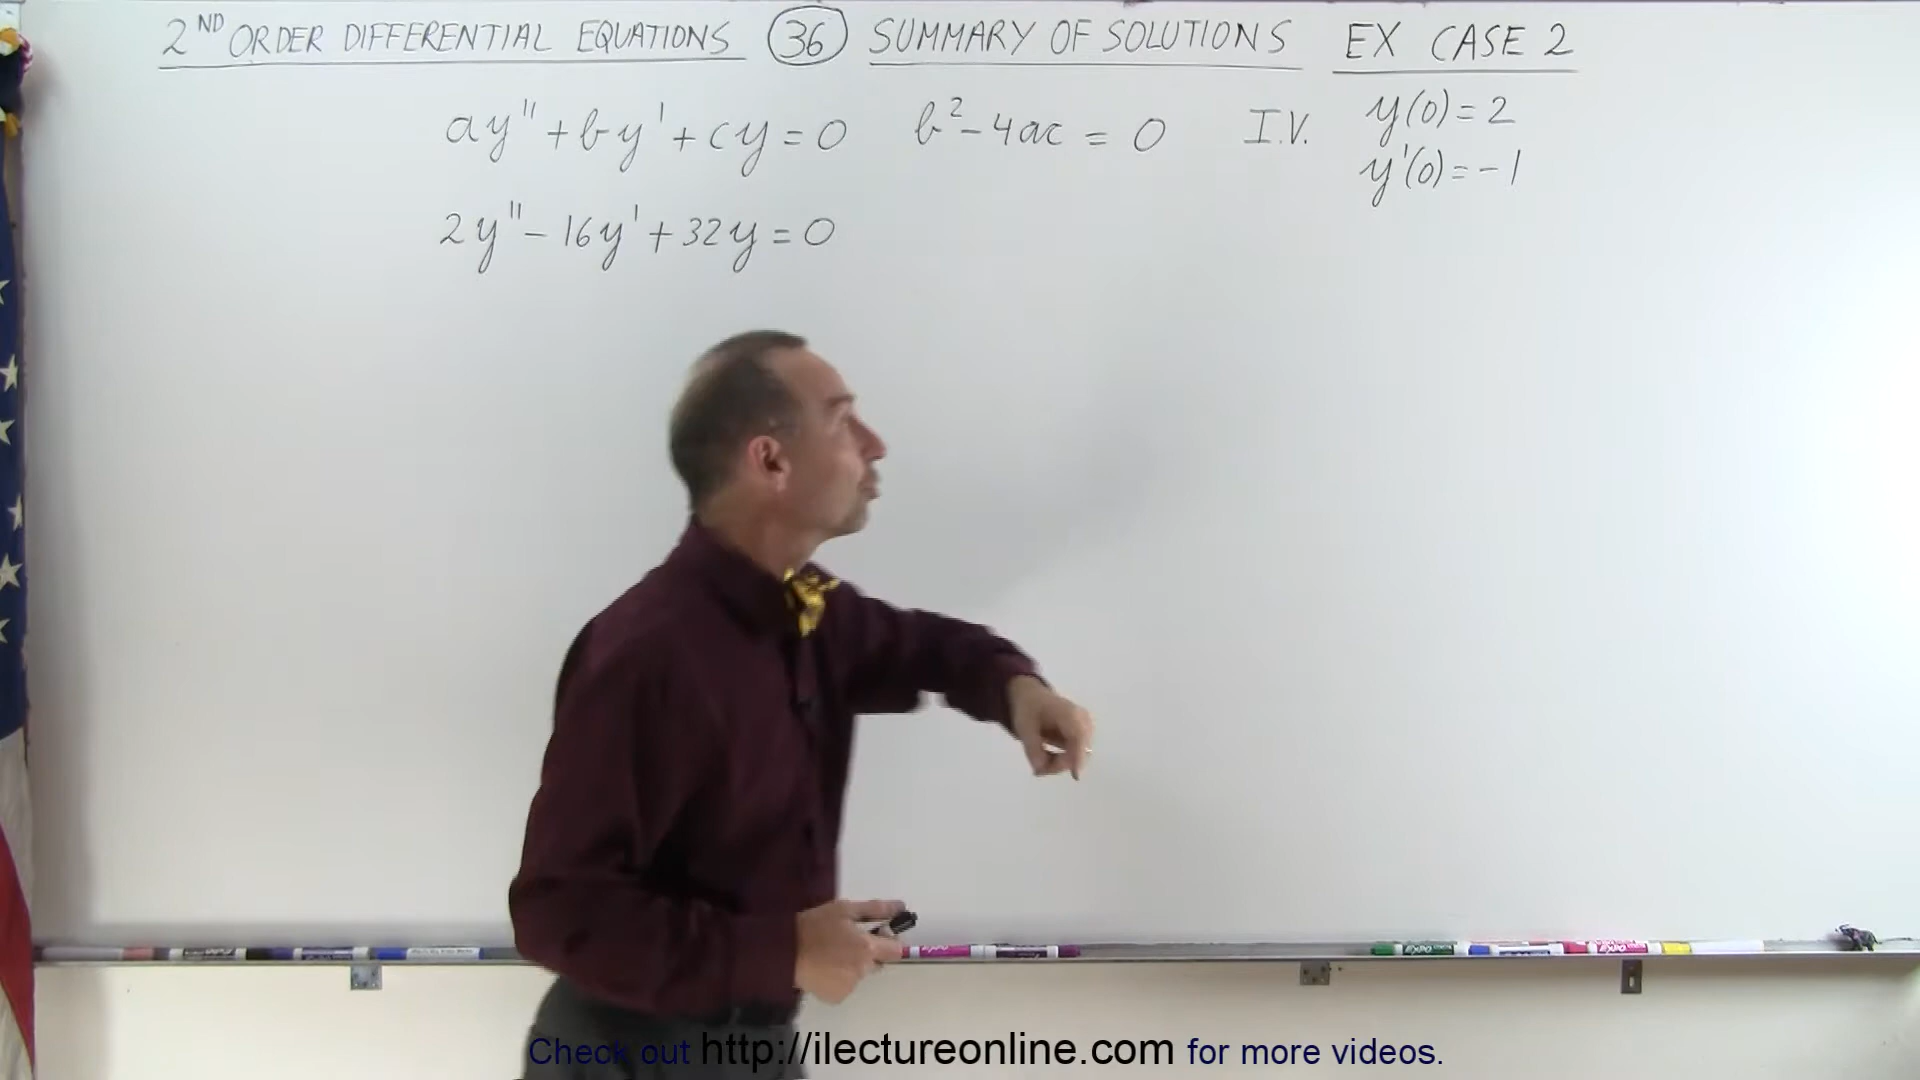 2ND ORDER DIFFERENTIAL EQUATIONS 36 SUMMARY OF SOLUTIONS EX CASE 2
ay" + by' + cy = 0 b² - 4ac = 0 I.V. y(0) = 2
y'(0) = -1
2y" - 16y' + 32y = 0
Check out http://ilectureonline.com for more videos.